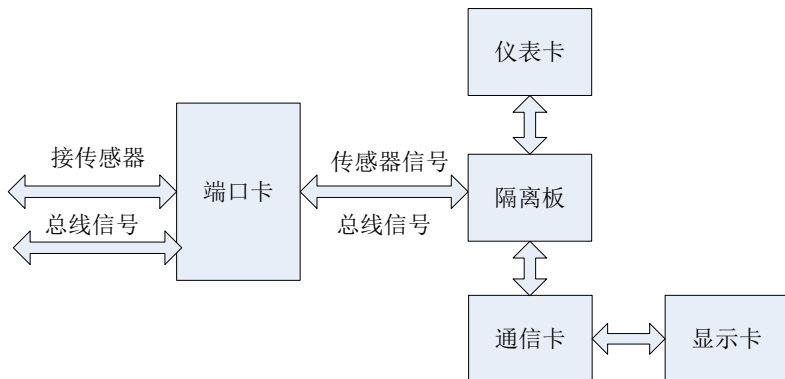 仪表卡
接传感器
传感器信号
端口卡
隔离板
总线信号
总线信号
通信卡
显示卡